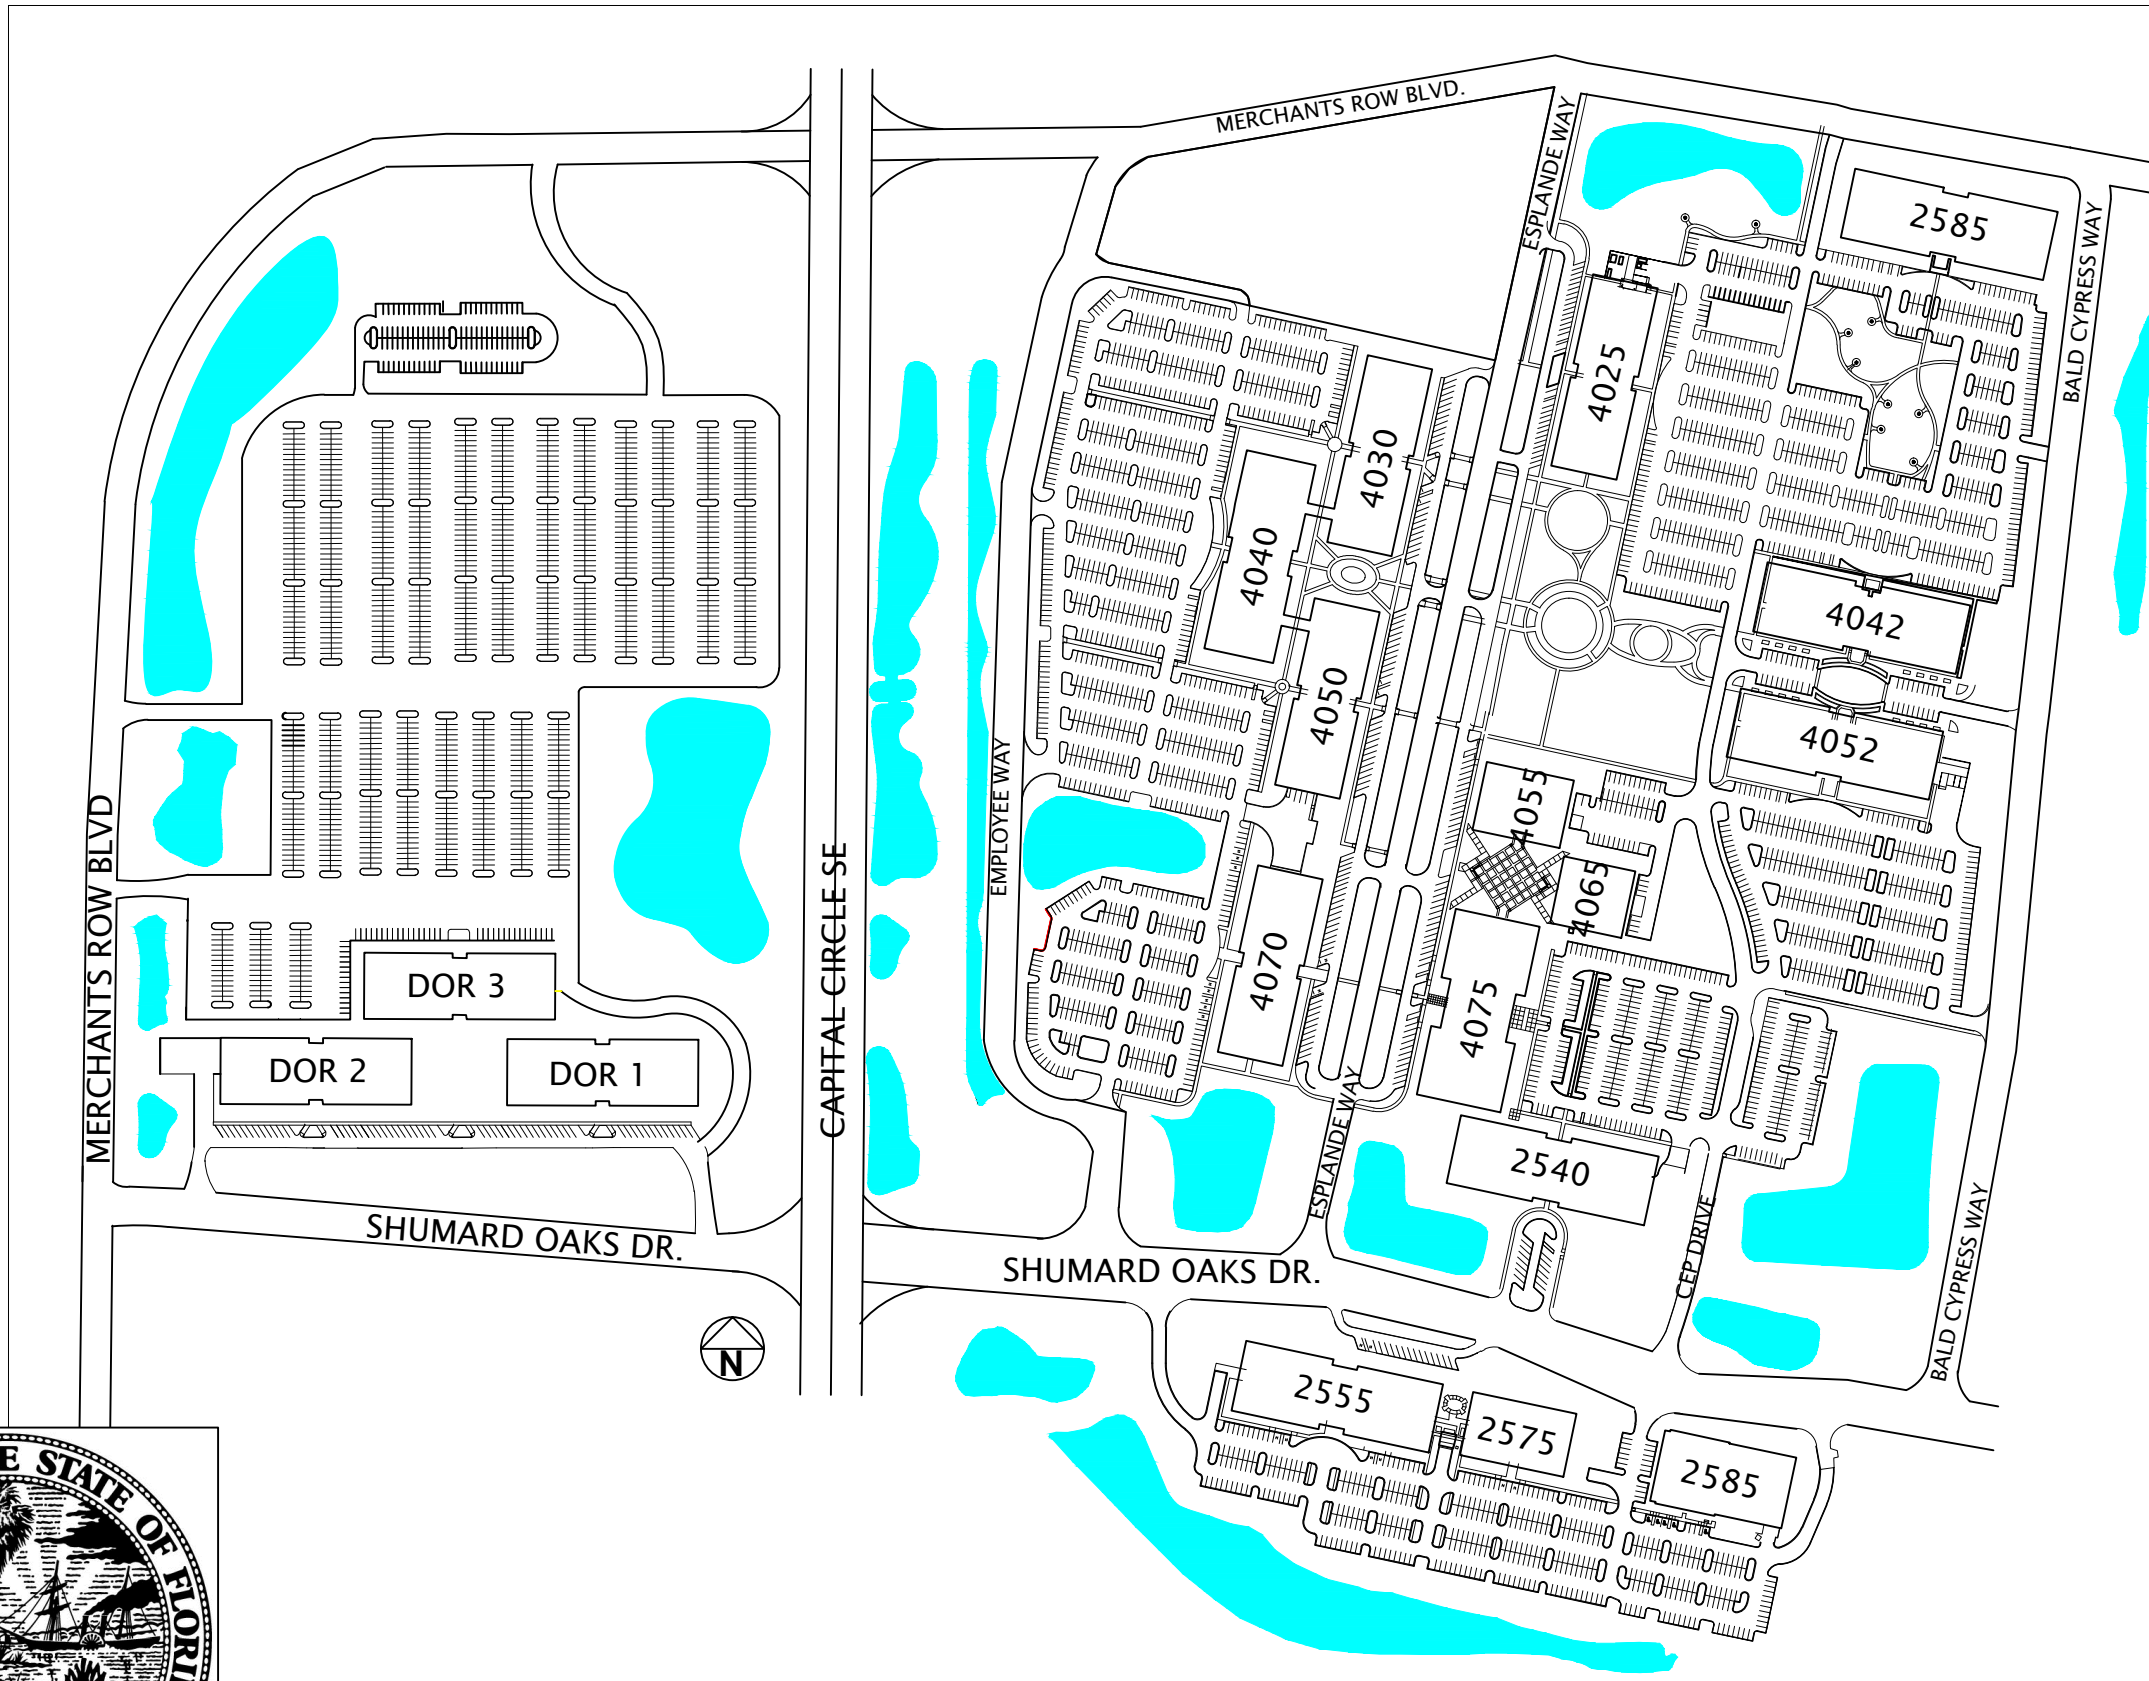 MERCHANTS ROW BLVD.
ESPLANDE WAY
2585
BALD CYPRESS WAY
4025
4030
4040
4042
4050
4052
EMPLOYEE WAY
4055
4065
MERCHANTS ROW BLVD
CAPITAL CIRCLE SE
4070
4075
DOR 3
DOR 2
DOR 1
ESPLANDE WAY
2540
CEP DRIVE
BALD CYPRESS WAY
SHUMARD OAKS DR.
SHUMARD OAKS DR.
N
2555
2575
2585
E STATE OF FLORI